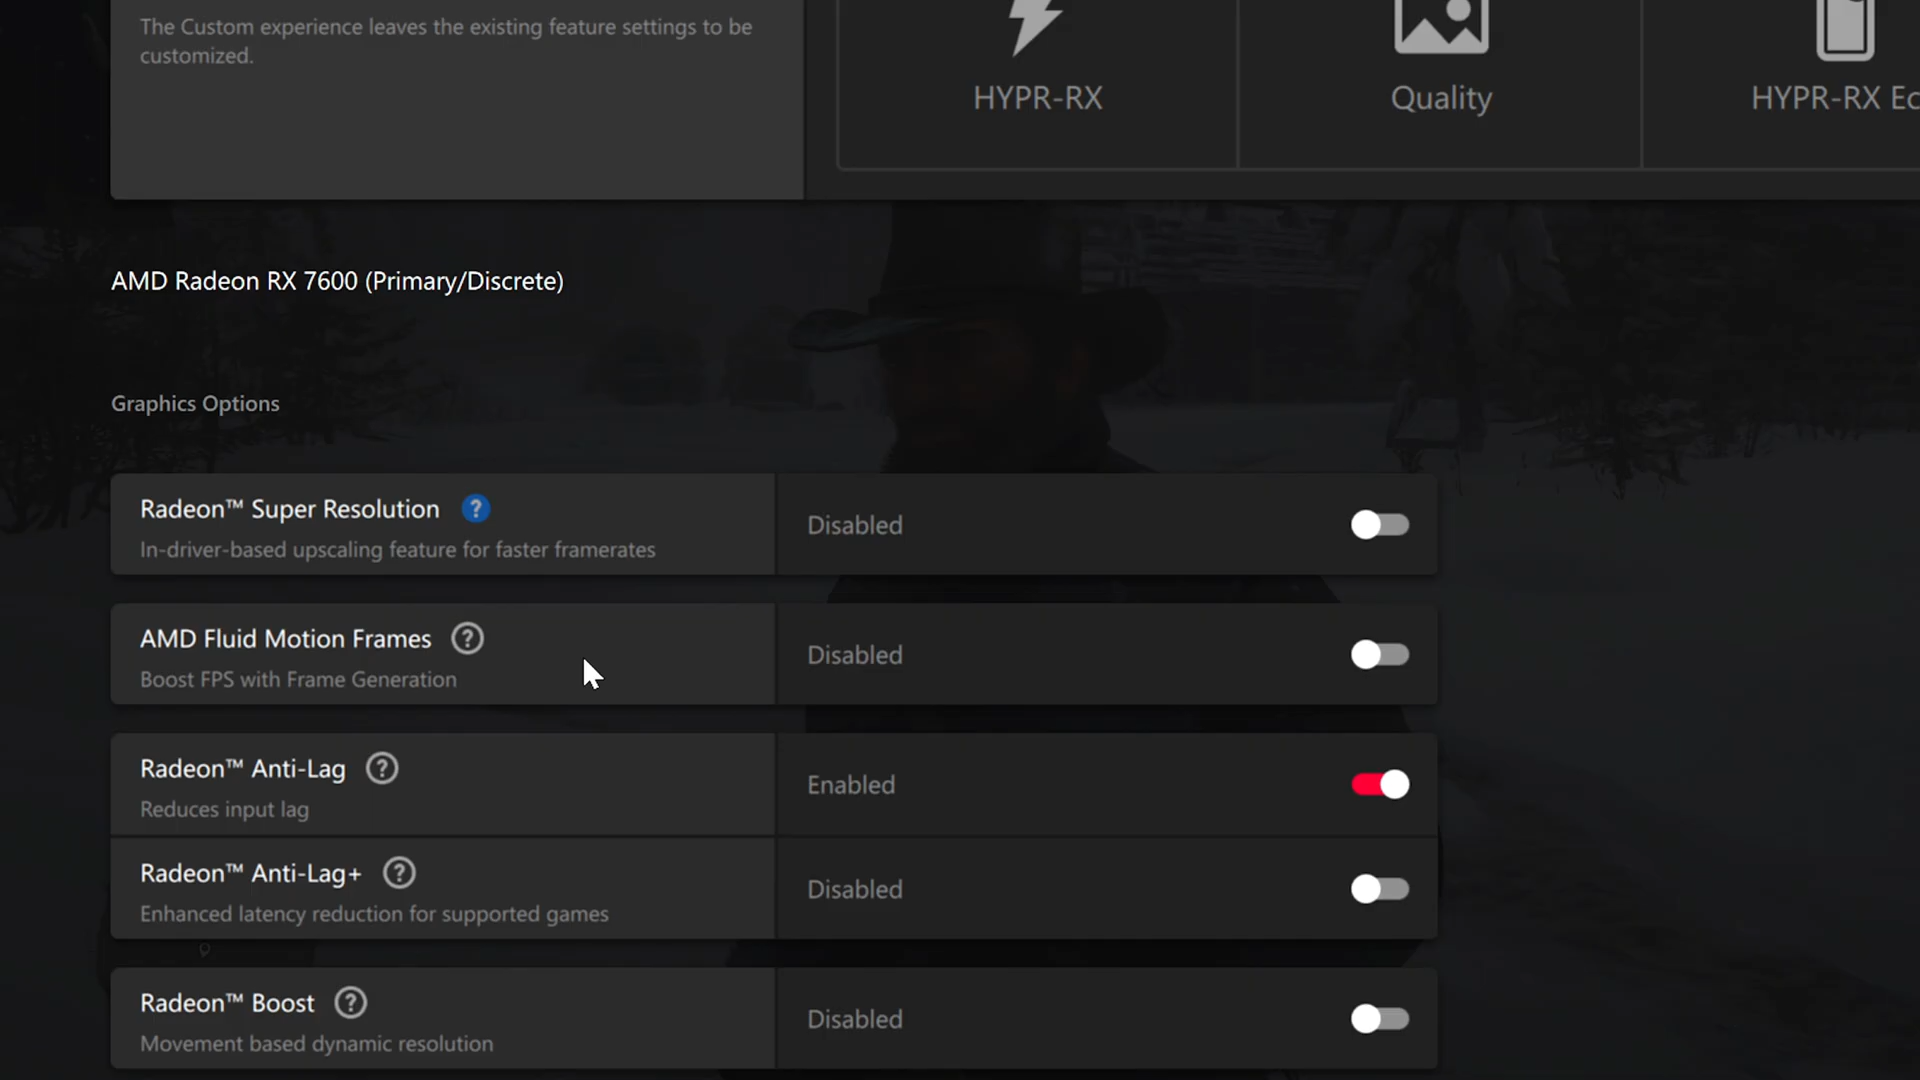 The Custom experience leaves the existing feature settings to be
customized.
HYPR-RX
Quality
HYPR-RX Ec
AMD Radeon RX 7600 (Primary/Discrete)
Graphics Options
Radeon™ Super Resolution ?
In-driver-based upscaling feature for faster framerates
Disabled
AMD Fluid Motion Frames ?
Boost FPS with Frame Generation
Disabled
Radeon™ Anti-Lag ?
Reduces input lag
Enabled
Radeon™ Anti-Lag+ ?
Enhanced latency reduction for supported games
Disabled
Radeon™ Boost ?
Movement based dynamic resolution
Disabled